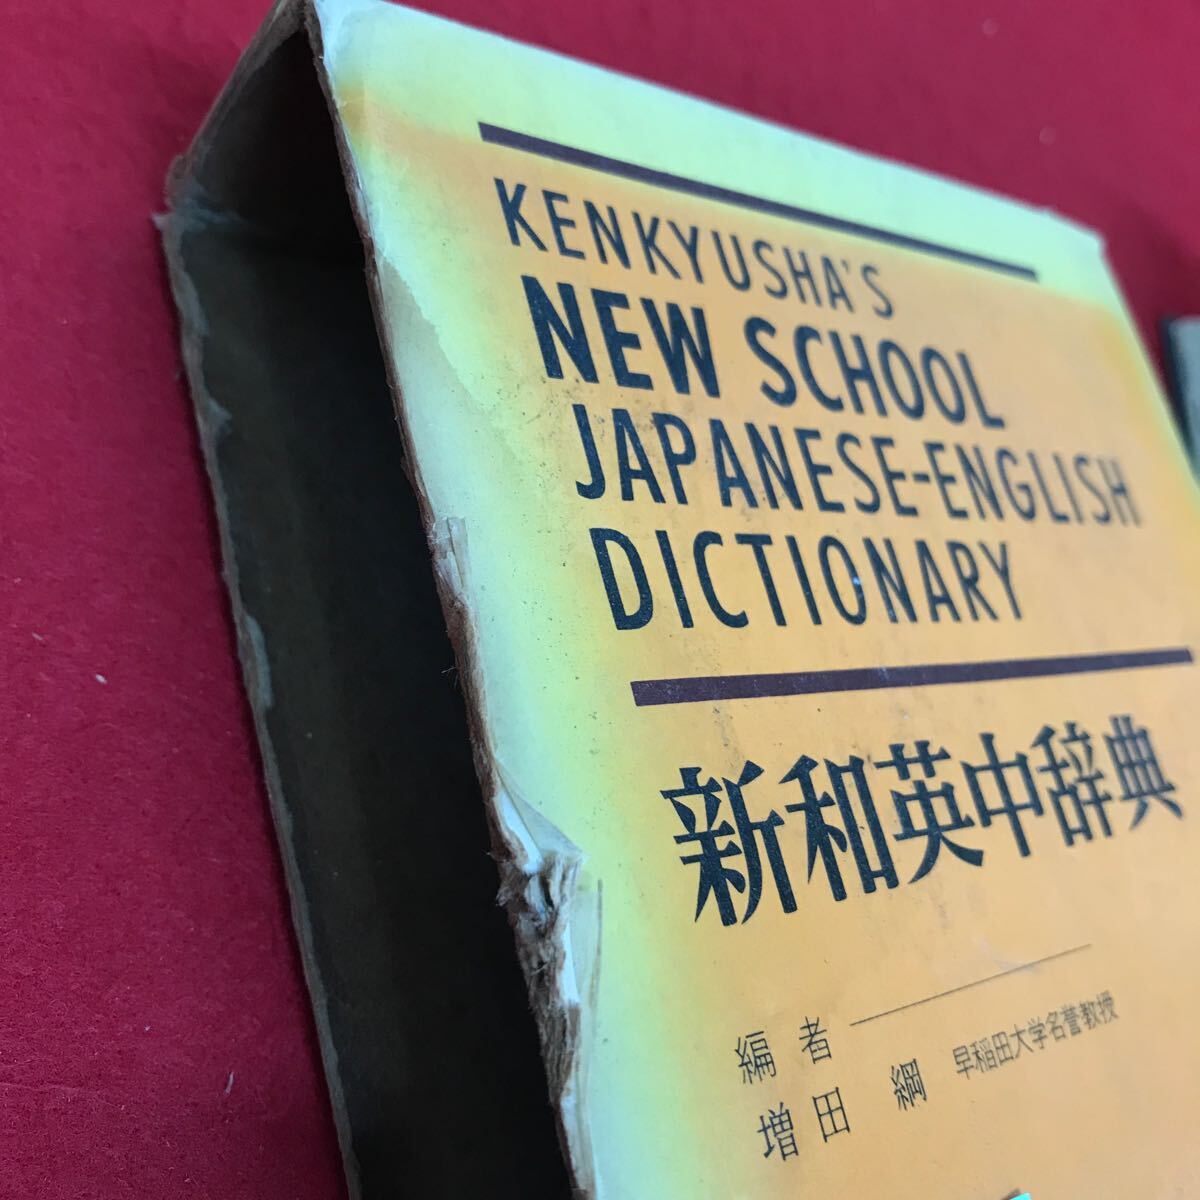 KENKYUSHA'S
NEW SCHOOL
JAPANESE-ENGLISH
DICTIONARY
新和英中辞典
編者
増田 綱 早稲田大学名誉教授